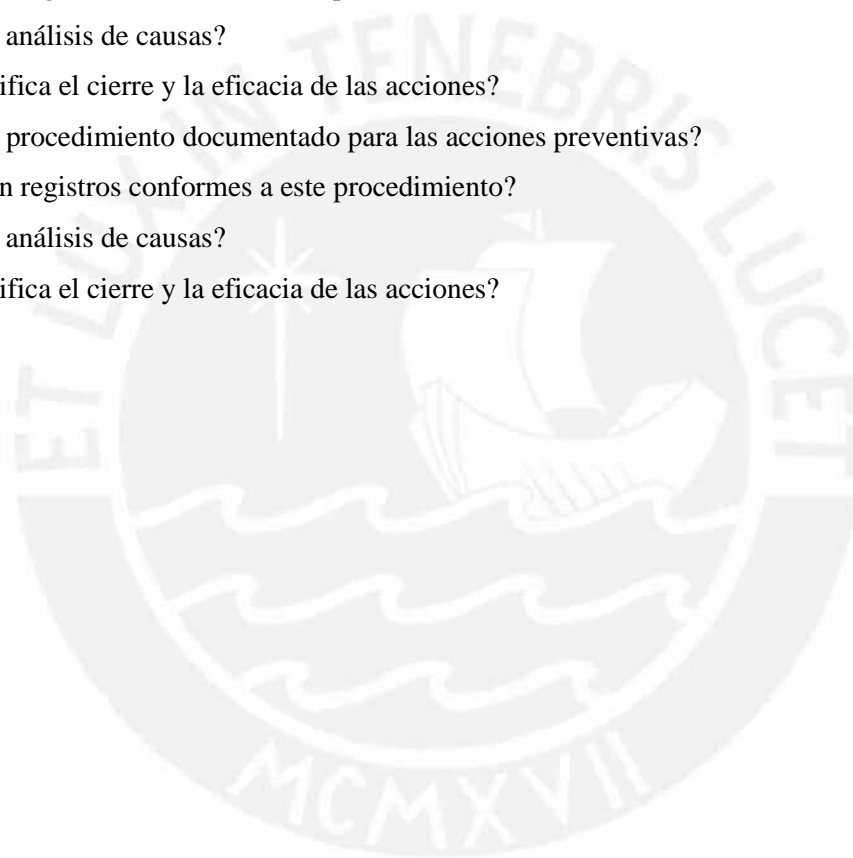 análisis de causas?
ifica el cierre y la eficacia de las acciones?
procedimiento documentado para las acciones preventivas?
n registros conformes a este procedimiento?
análisis de causas?
ifica el cierre y la eficacia de las acciones?
ET LUX IN TENEBRIS LUCET
MCMXVII